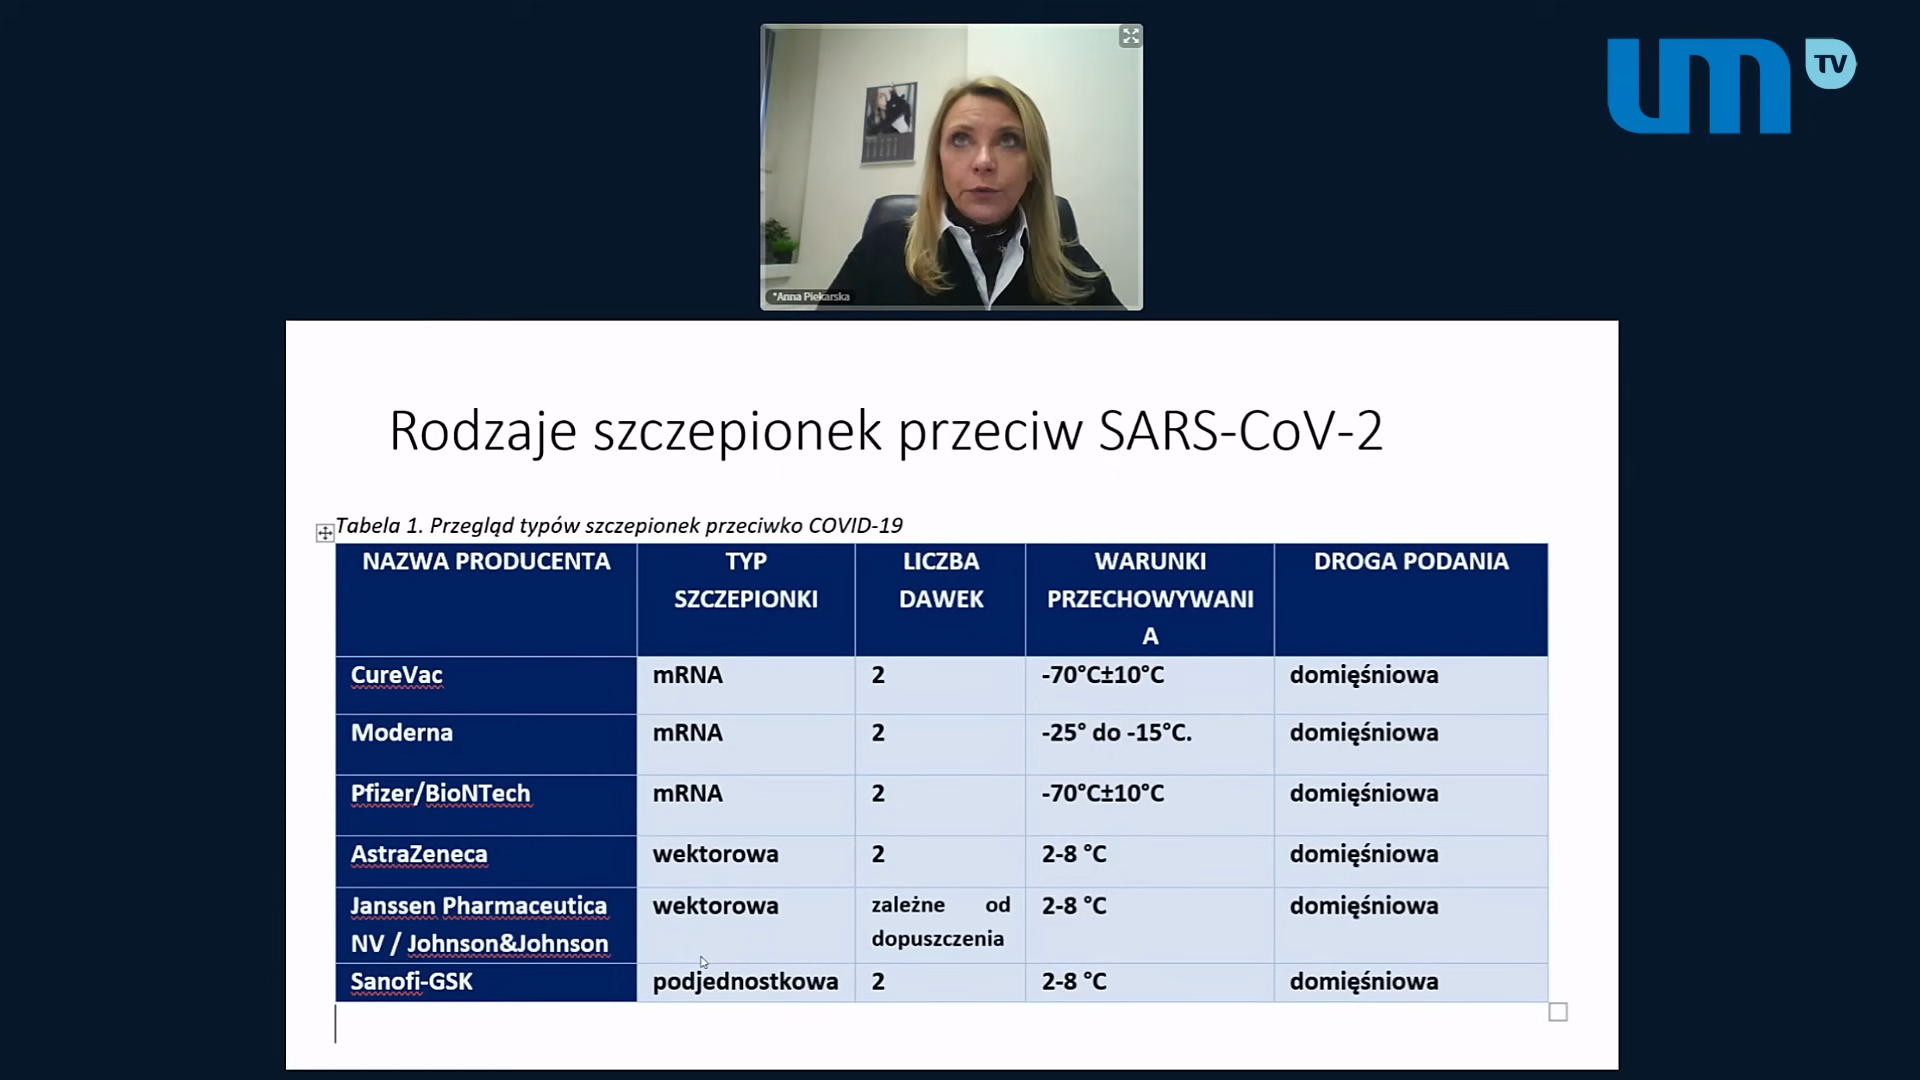 um TV
*Anna Piekarska
Rodzaje szczepionek przeciw SARS-CoV-2
Tabela 1. Przegląd typów szczepionek przeciwko COVID-19
NAZWA PRODUCENTA TYP SZCZEPIONKI LICZBA DAWEK WARUNKI PRZECHOWYWANIA DROGA PODANIA
CureVac mRNA 2 -70°C±10°C domięśniowa
Moderna mRNA 2 -25° do -15°C. domięśniowa
Pfizer/BioNTech mRNA 2 -70°C±10°C domięśniowa
AstraZeneca wektorowa 2 2-8 °C domięśniowa
Janssen Pharmaceutica NV / Johnson&Johnson wektorowa zależne od dopuszczenia 2-8 °C domięśniowa
Sanofi-GSK podjednostkowa 2 2-8 °C domięśniowa